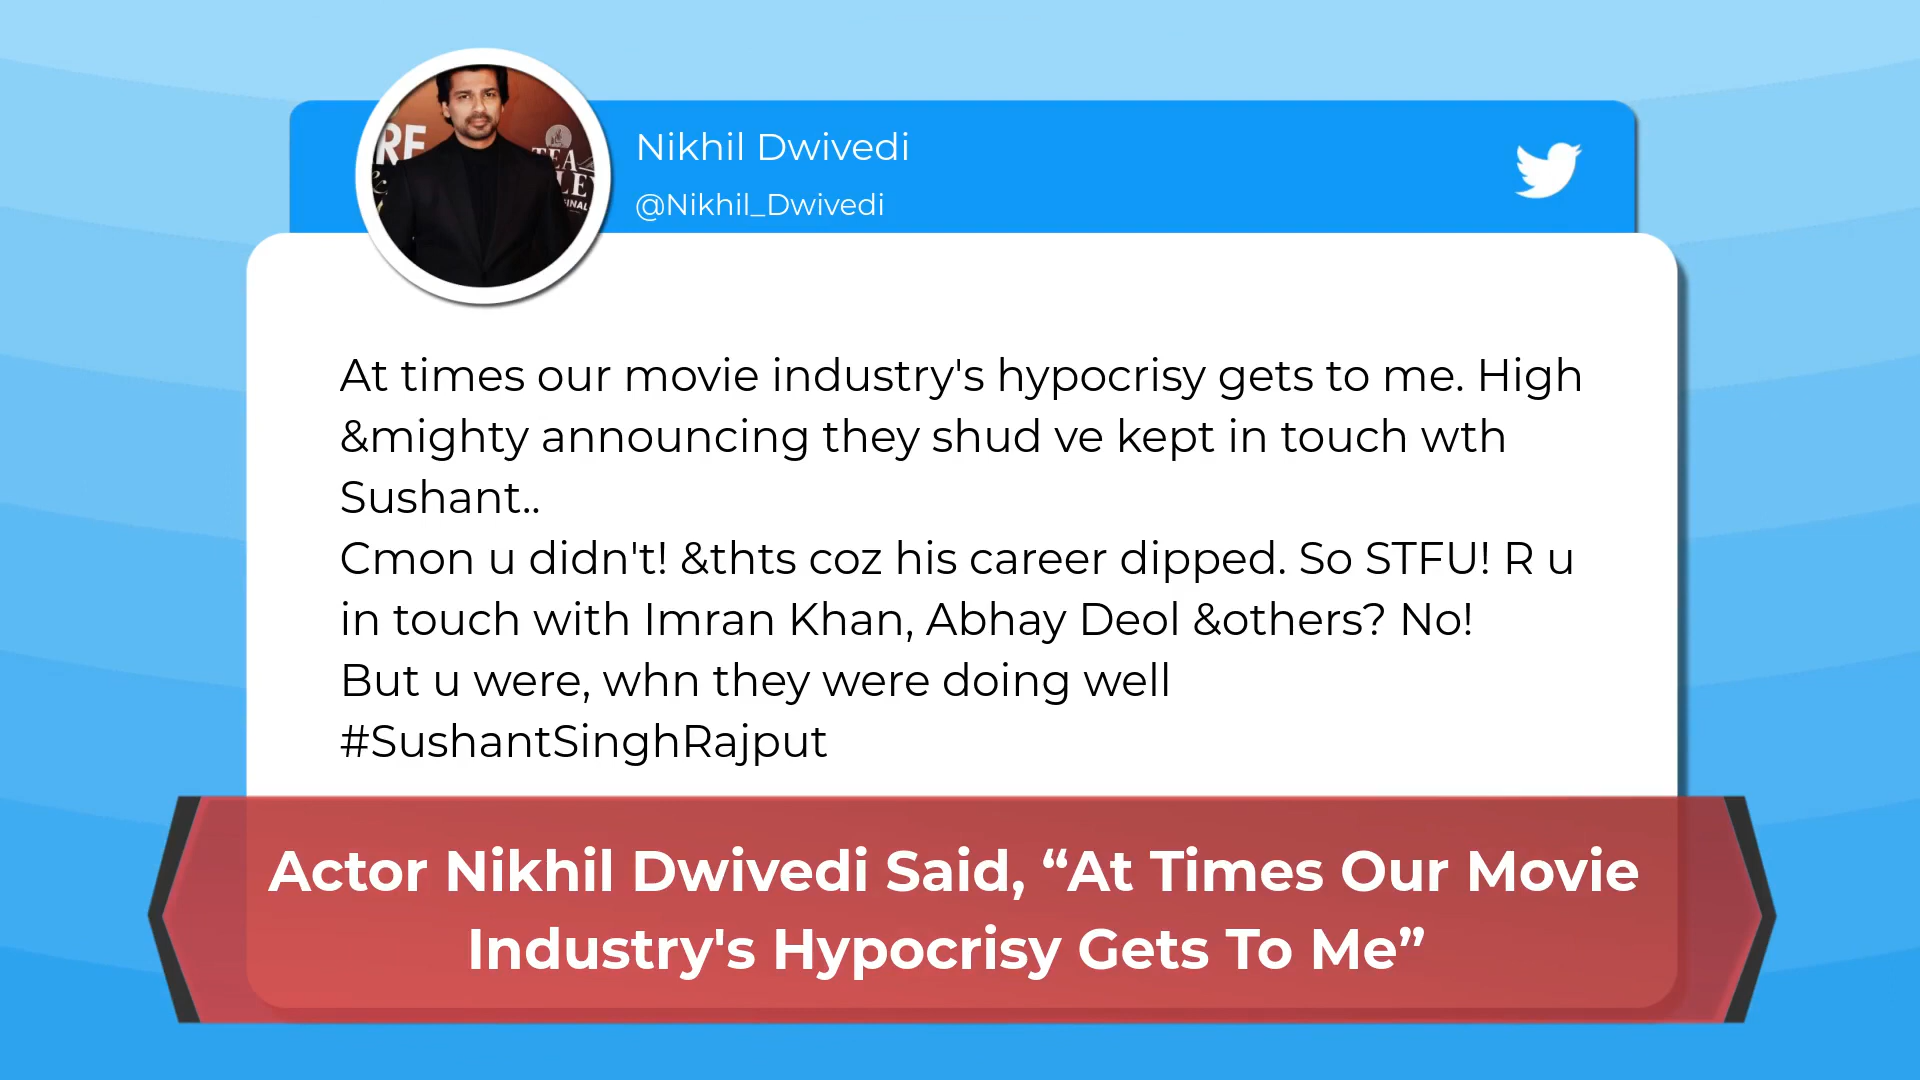 Nikhil Dwivedi
@Nikhil_Dwivedi
At times our movie industry's hypocrisy gets to me. High
&mighty announcing they shud ve kept in touch wth
Sushant..
Cmon u didn't! &thts coz his career dipped. So STFU! R u
in touch with Imran Khan, Abhay Deol &others? No!
But u were, whn they were doing well
#SushantSinghRajput
Actor Nikhil Dwivedi Said, “At Times Our Movie
Industry's Hypocrisy Gets To Me”